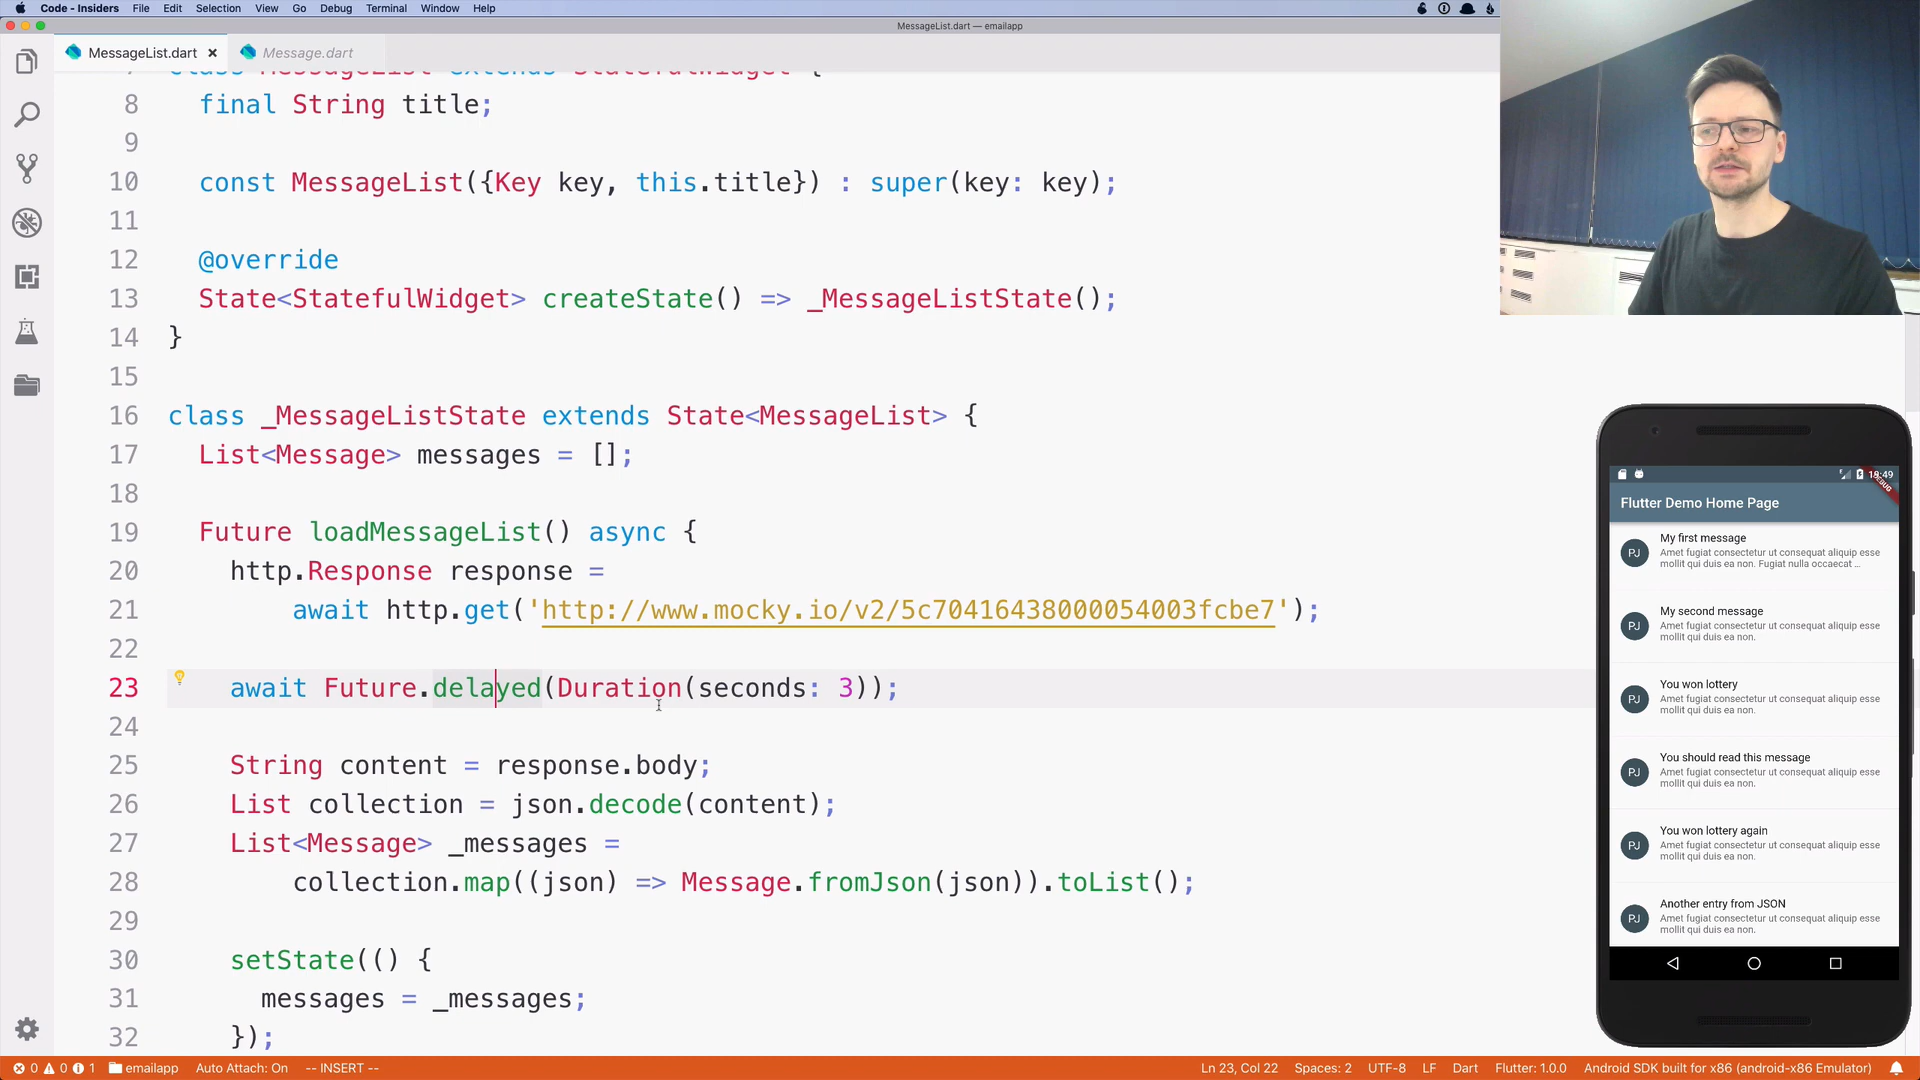 Code - Insiders File Edit Selection View Go Debug Terminal Window Help
MessageList.dart — emailapp
MessageList.dart Message.dart
class MessageList extends StatefulWidget {
8 final String title;
9
10 const MessageList({Key key, this.title}) : super(key: key);
11
12 @override
13 State<StatefulWidget> createState() => _MessageListState();
14 }
15
16 class _MessageListState extends State<MessageList> {
17 List<Message> messages = [];
18
19 Future loadMessageList() async {
20 http.Response response =
21 await http.get('http://www.mocky.io/v2/5c70416438000054003fcbe7');
22
23 await Future.delayed(Duration(seconds: 3));
24
25 String content = response.body;
26 List collection = json.decode(content);
27 List<Message> _messages =
28 collection.map((json) => Message.fromJson(json)).toList();
29
30 setState(() {
31 messages = _messages;
32 });
18:49
DEBUG
Flutter Demo Home Page
PJ
My first message
Amet fugiat consectetur ut consequat aliquip esse
mollit qui duis ea non. Fugiat nulla occaecat ...
PJ
My second message
Amet fugiat consectetur ut consequat aliquip esse
mollit qui duis ea non.
PJ
You won lottery
Amet fugiat consectetur ut consequat aliquip esse
mollit qui duis ea non.
PJ
You should read this message
Amet fugiat consectetur ut consequat aliquip esse
mollit qui duis ea non.
PJ
You won lottery again
Amet fugiat consectetur ut consequat aliquip esse
mollit qui duis ea non.
PJ
Another entry from JSON
Amet fugiat consectetur ut consequat aliquip esse
mollit qui duis ea non.
0 0 1 emailapp Auto Attach: On -- INSERT -- Ln 23, Col 22 Spaces: 2 UTF-8 LF Dart Flutter: 1.0.0 Android SDK built for x86 (android-x86 Emulator)